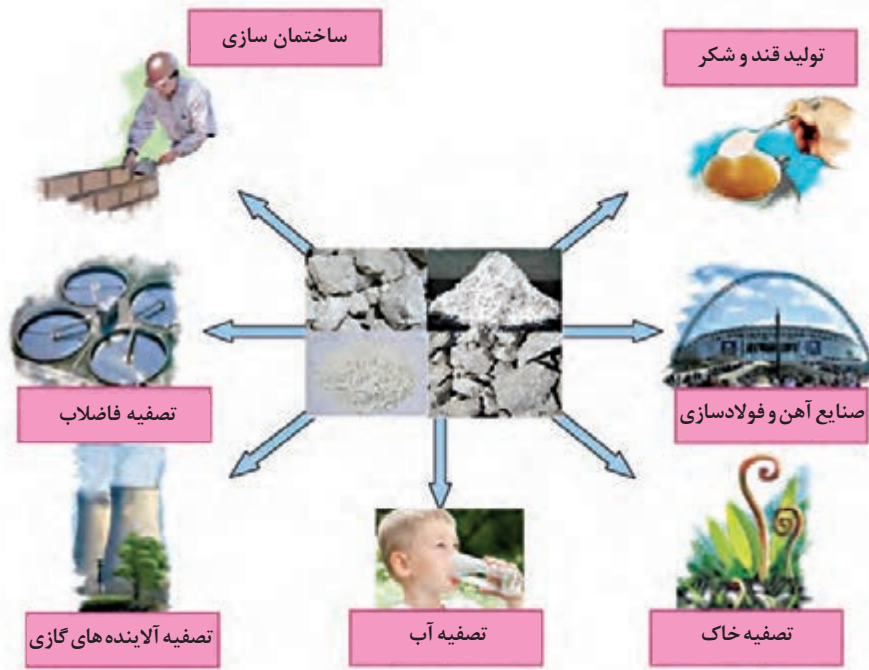 تولید قند و شکر
ساختمان سازی
صنایع آهن و فولادسازی
تصفیه فاضلاب
تصفیه خاک
تصفیه آب
تصفیه آلاینده های گازی